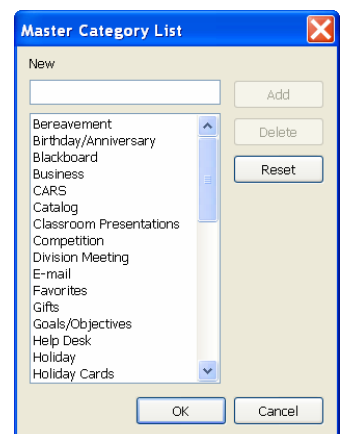 Master Category List
New
Add
Delete
Reset
Bereavement
Birthday/Anniversary
Blackboard
Business
CARS
Catalog
Classroom Presentations
Competition
Division Meeting
E-mail
Favorites
Gifts
Goals/Objectives
Help Desk
Holiday
Holiday Cards
OK
Cancel